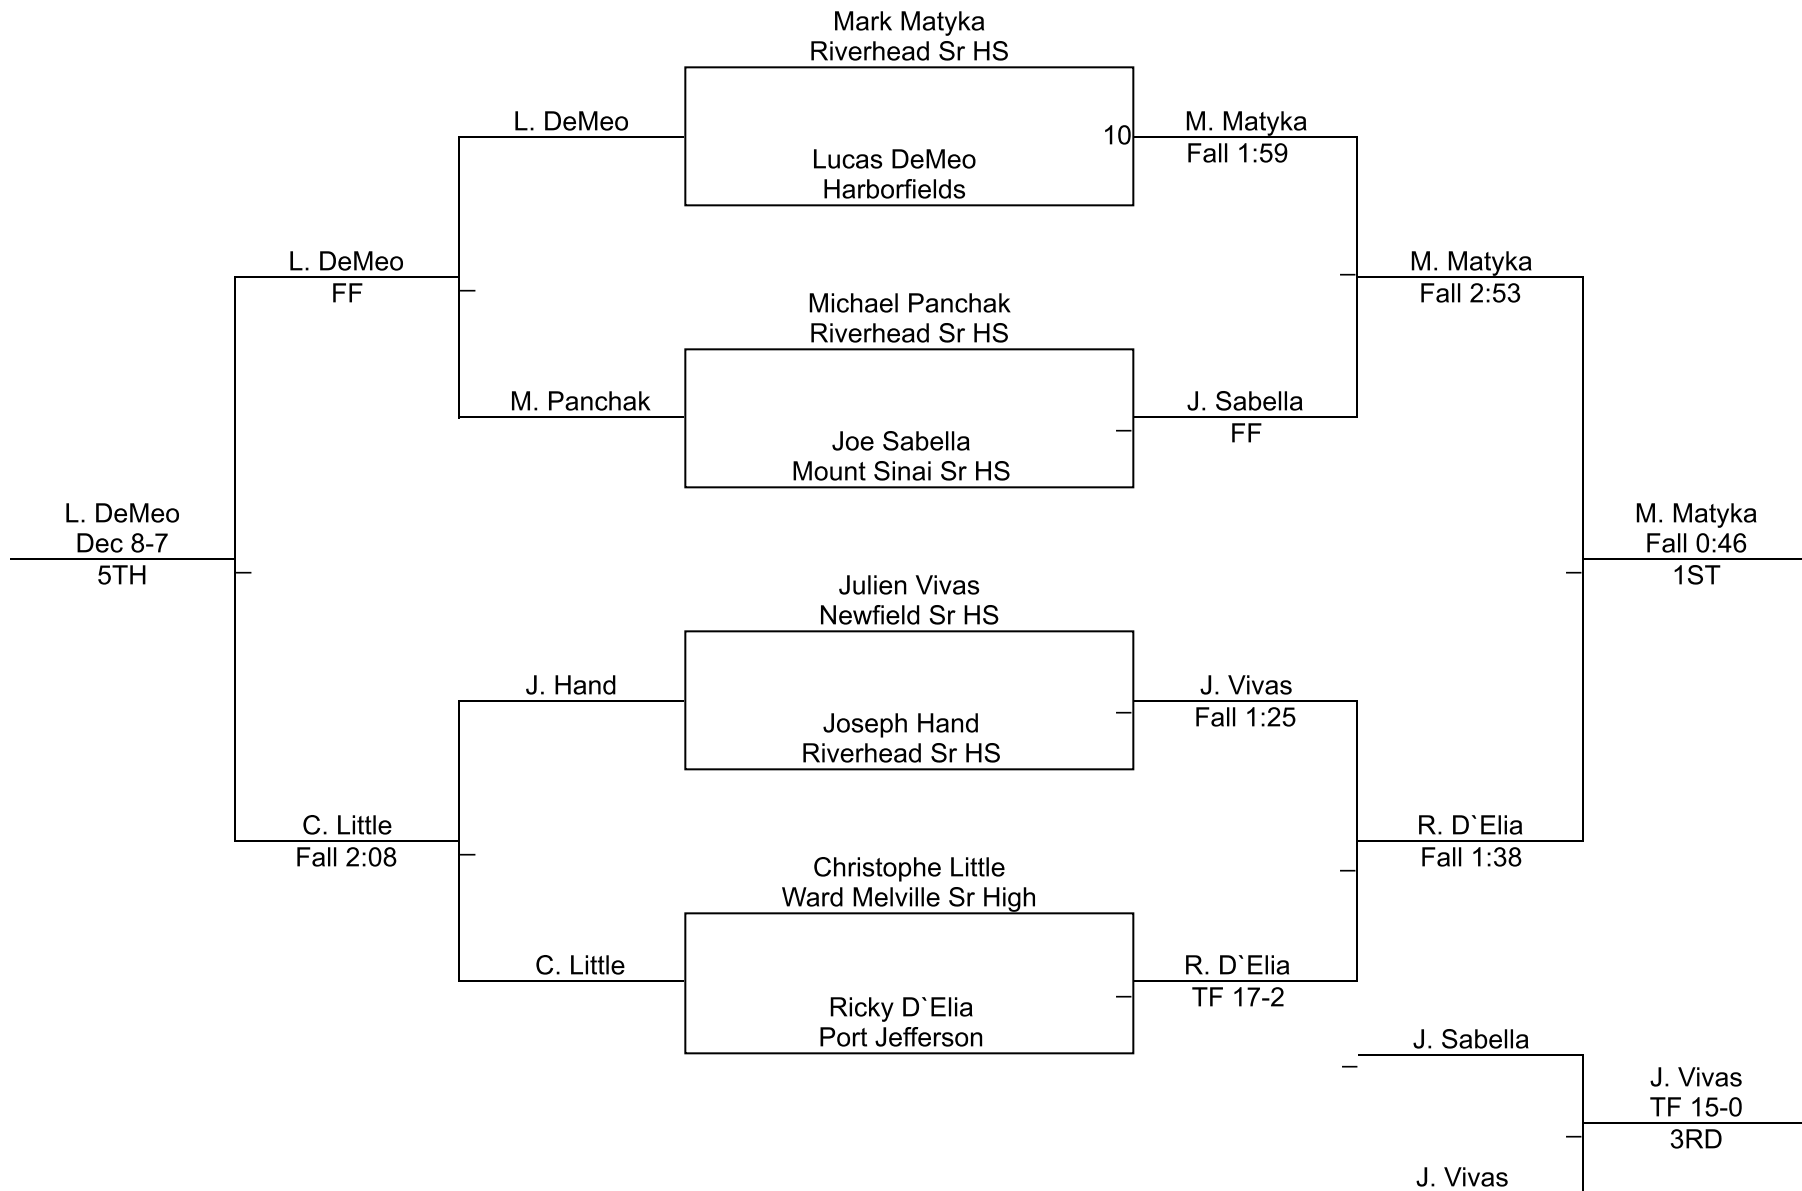 Mark Matyka
Riverhead Sr HS
L. DeMeo
10
M. Matyka
Fall 1:59
Lucas DeMeo
Harborfields
L. DeMeo
FF
M. Matyka
Fall 2:53
Michael Panchak
Riverhead Sr HS
M. Panchak
J. Sabella
FF
Joe Sabella
Mount Sinai Sr HS
L. DeMeo
Dec 8-7
5TH
M. Matyka
Fall 0:46
1ST
Julien Vivas
Newfield Sr HS
J. Hand
J. Vivas
Fall 1:25
Joseph Hand
Riverhead Sr HS
C. Little
Fall 2:08
R. D`Elia
Fall 1:38
Christophe Little
Ward Melville Sr High
C. Little
R. D`Elia
TF 17-2
Ricky D`Elia
Port Jefferson
J. Sabella
J. Vivas
TF 15-0
3RD
J. Vivas